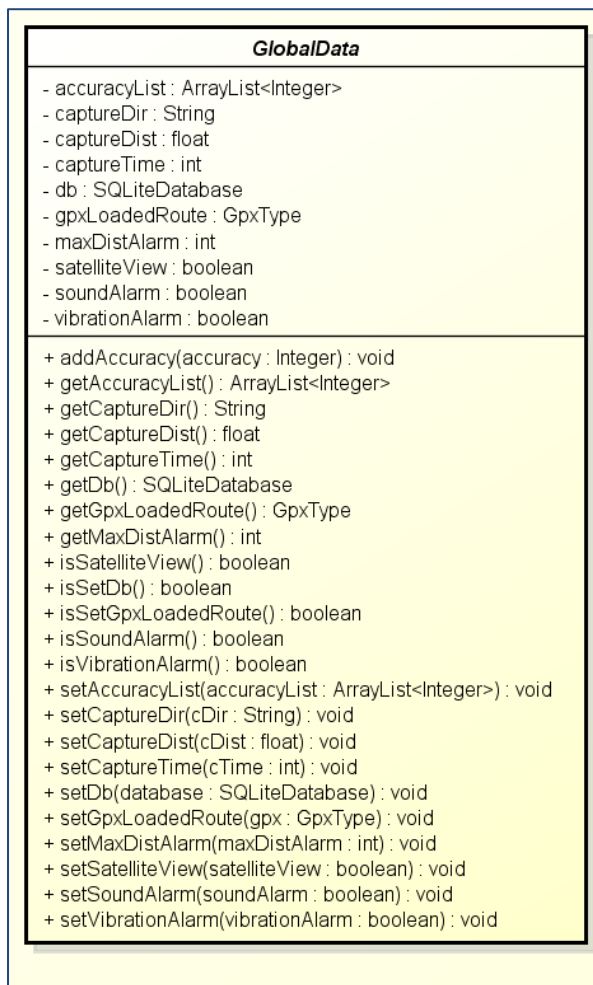 GlobalData
- accuracyList : ArrayList<Integer>
- captureDir : String
- captureDist : float
- captureTime : int
- db : SQLiteDatabase
- gpxLoadedRoute : GpxType
- maxDistAlarm : int
- satelliteView : boolean
- soundAlarm : boolean
- vibrationAlarm : boolean
+ addAccuracy(accuracy : Integer) : void
+ getAccuracyList() : ArrayList<Integer>
+ getCaptureDir() : String
+ getCaptureDist() : float
+ getCaptureTime() : int
+ getDb() : SQLiteDatabase
+ getGpxLoadedRoute() : GpxType
+ getMaxDistAlarm() : int
+ isSatelliteView() : boolean
+ isSetDb() : boolean
+ isSetGpxLoadedRoute() : boolean
+ isSoundAlarm() : boolean
+ isVibrationAlarm() : boolean
+ setAccuracyList(accuracyList : ArrayList<Integer>) : void
+ setCaptureDir(cDir : String) : void
+ setCaptureDist(cDist : float) : void
+ setCaptureTime(cTime : int) : void
+ setDb(database : SQLiteDatabase) : void
+ setGpxLoadedRoute(gpx : GpxType) : void
+ setMaxDistAlarm(maxDistAlarm : int) : void
+ setSatelliteView(satelliteView : boolean) : void
+ setSoundAlarm(soundAlarm : boolean) : void
+ setVibrationAlarm(vibrationAlarm : boolean) : void